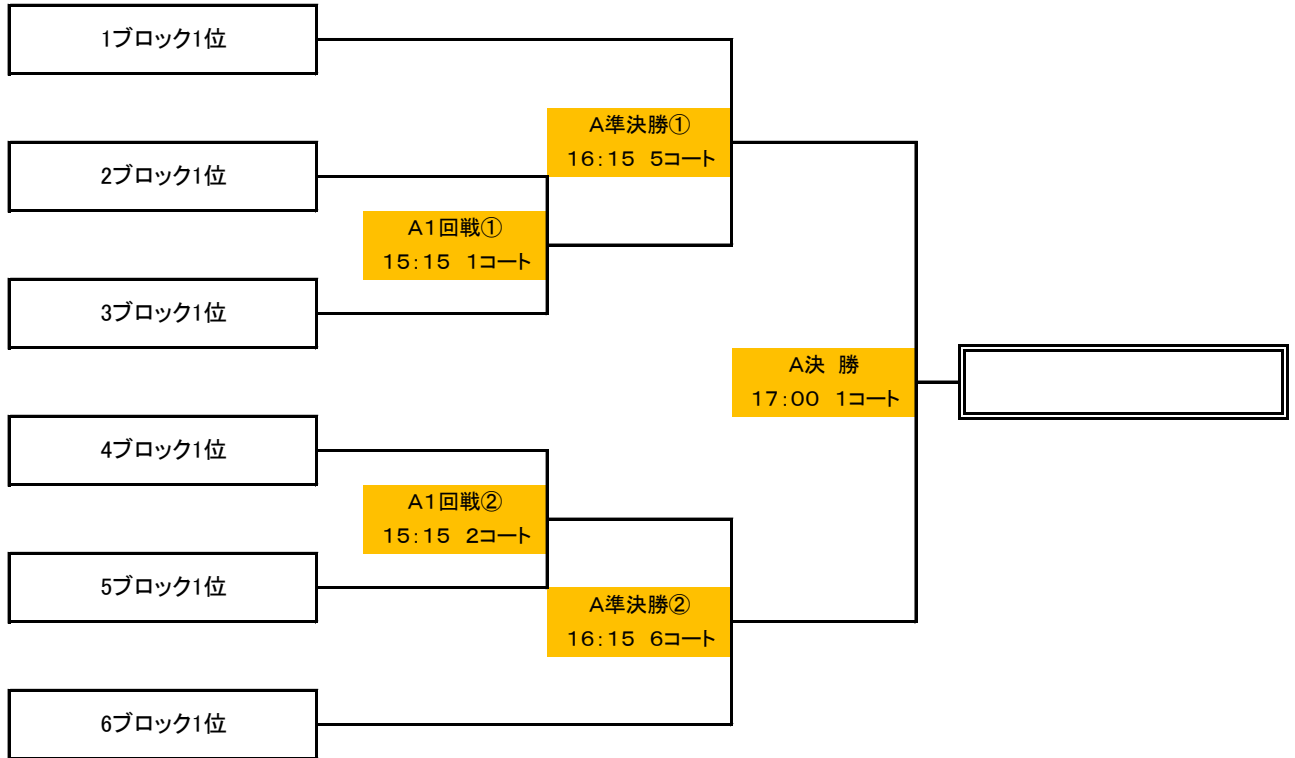 1ブロック1位
A準決勝①
16:15 5コート
2ブロック1位
A1回戦①
15:15 1コート
3ブロック1位
A決 勝
17:00 1コート
4ブロック1位
A1回戦②
15:15 2コート
5ブロック1位
A準決勝②
16:15 6コート
6ブロック1位